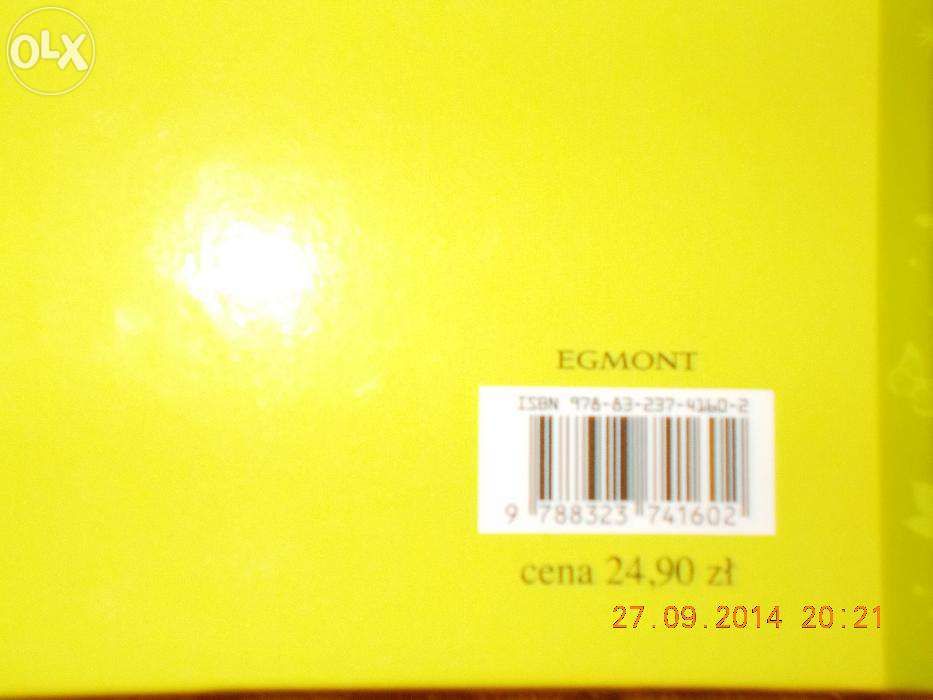 OLX
EGMONT
ISBN 978-83-237-4160-2
9 788323 741602
cena 24,90 zł
27.09.2014 20:21